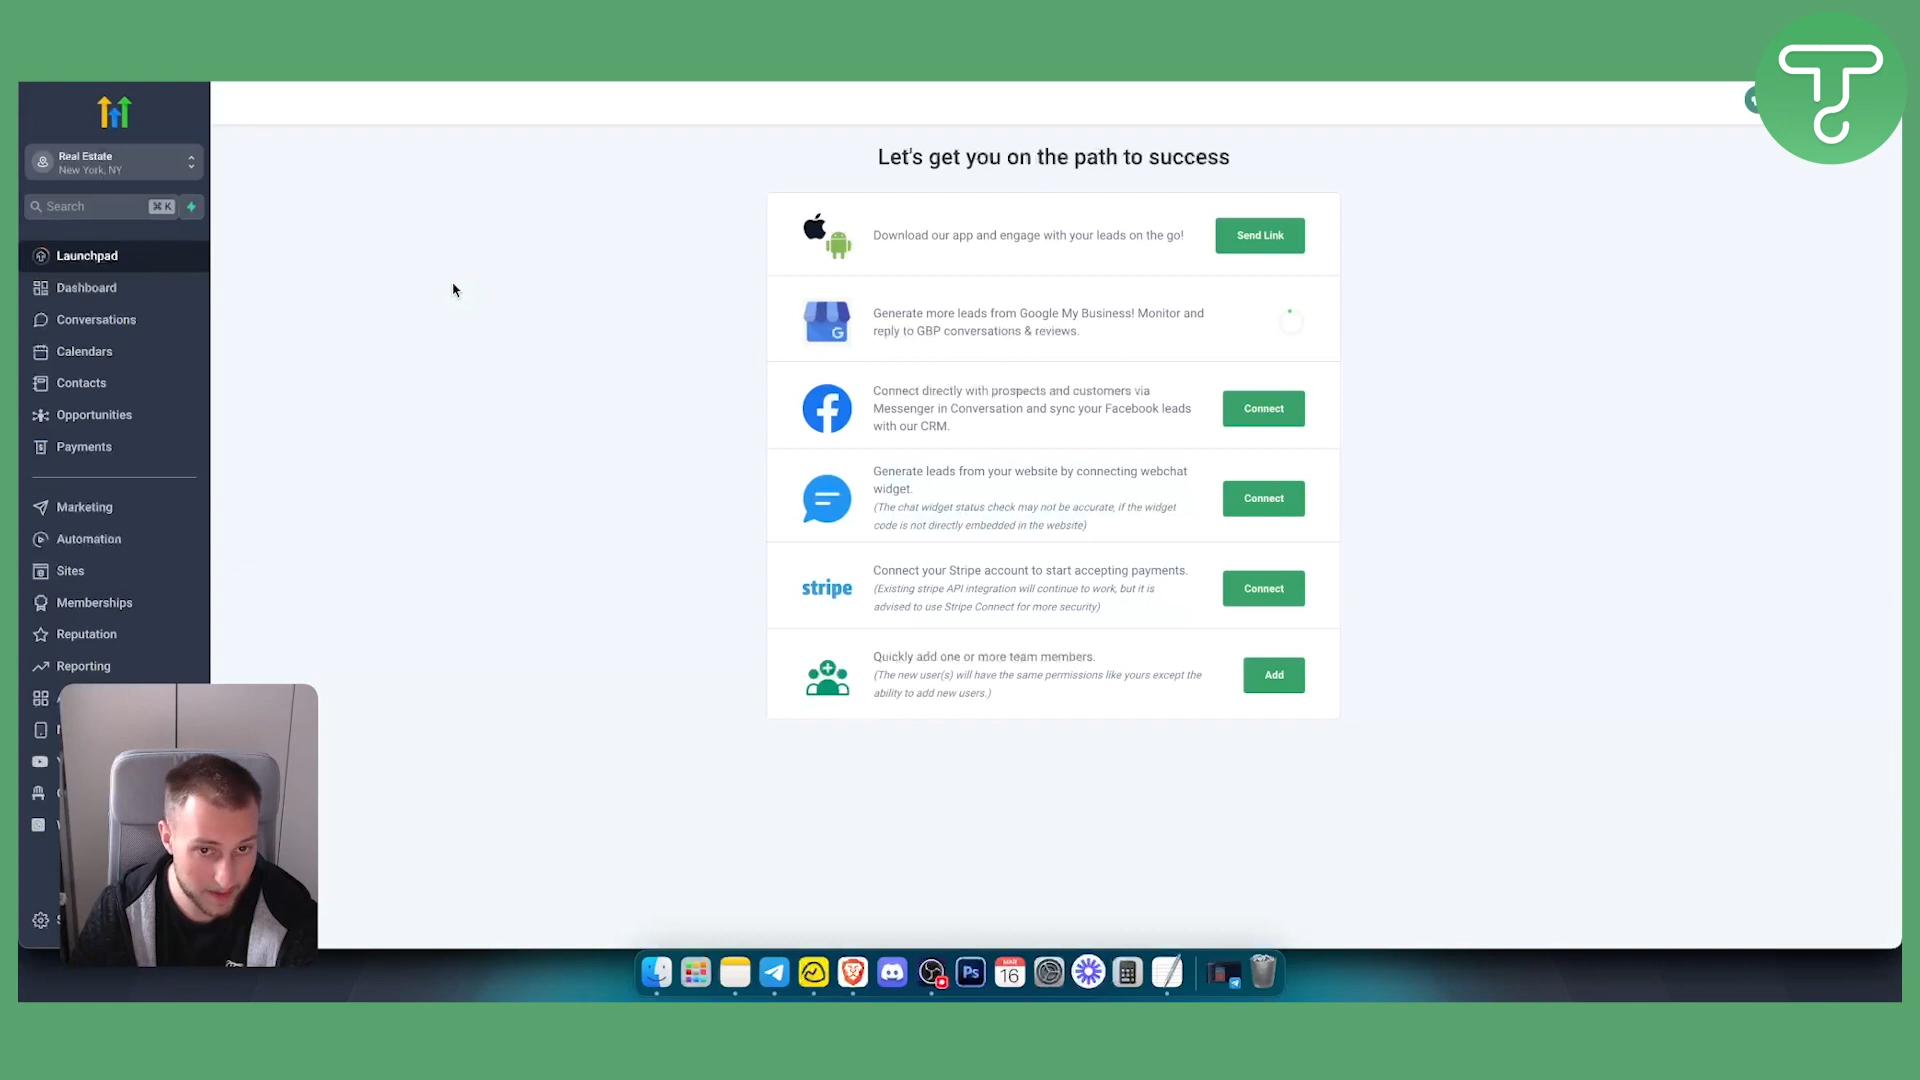 Real Estate
New York, NY
Search
⌘ K
Launchpad
Dashboard
Conversations
Calendars
Contacts
Opportunities
Payments
Marketing
Automation
Sites
Memberships
Reputation
Reporting
Let's get you on the path to success
Download our app and engage with your leads on the go!
Send Link
Generate more leads from Google My Business! Monitor and
reply to GBP conversations & reviews.
G
Connect directly with prospects and customers via
Messenger in Conversation and sync your Facebook leads
with our CRM.
Connect
Generate leads from your website by connecting webchat
widget.
(The chat widget status check may not be accurate, if the widget
code is not directly embedded in the website)
Connect
stripe
Connect your Stripe account to start accepting payments.
(Existing stripe API integration will continue to work, but it is
advised to use Stripe Connect for more security)
Connect
Quickly add one or more team members.
(The new user(s) will have the same permissions like yours except the
ability to add new users.)
Add
Ps
MAR
16